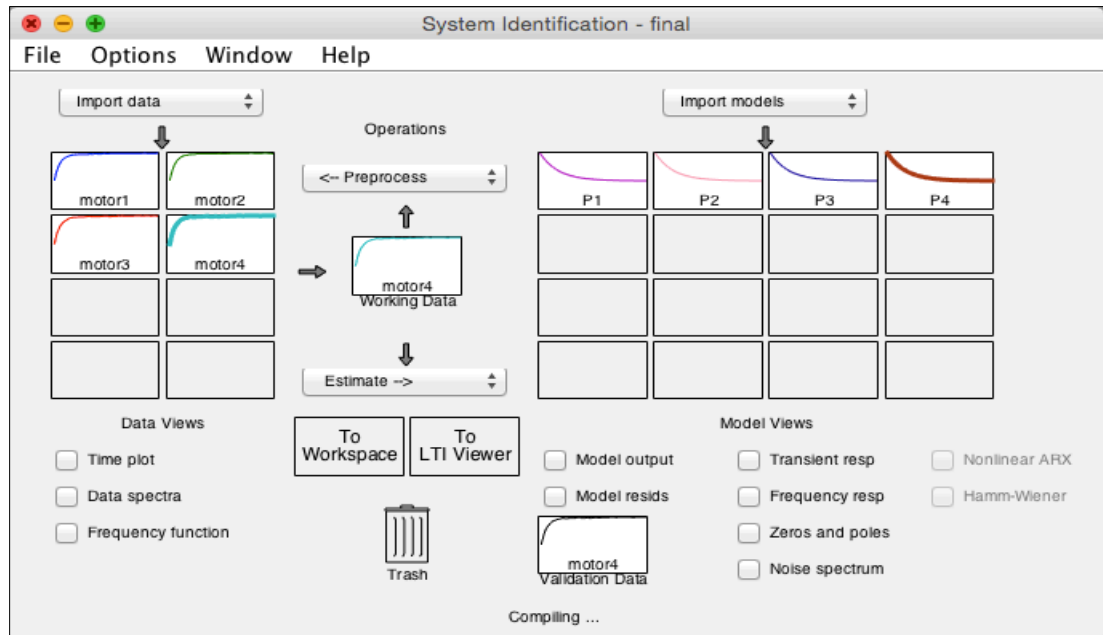 System Identification - final
File Options Window Help
Import data
Import models
Operations
<-- Preprocess
motor1 motor2
P1 P2 P3 P4
motor3 motor4
motor4
Working Data
Estimate -->
Data Views
Model Views
To Workspace
To LTI Viewer
Time plot
Data spectra
Frequency function
Model output
Model resids
Transient resp
Frequency resp
Zeros and poles
Noise spectrum
Nonlinear ARX
Hamm-Wiener
Trash
motor4
Validation Data
Compiling ...